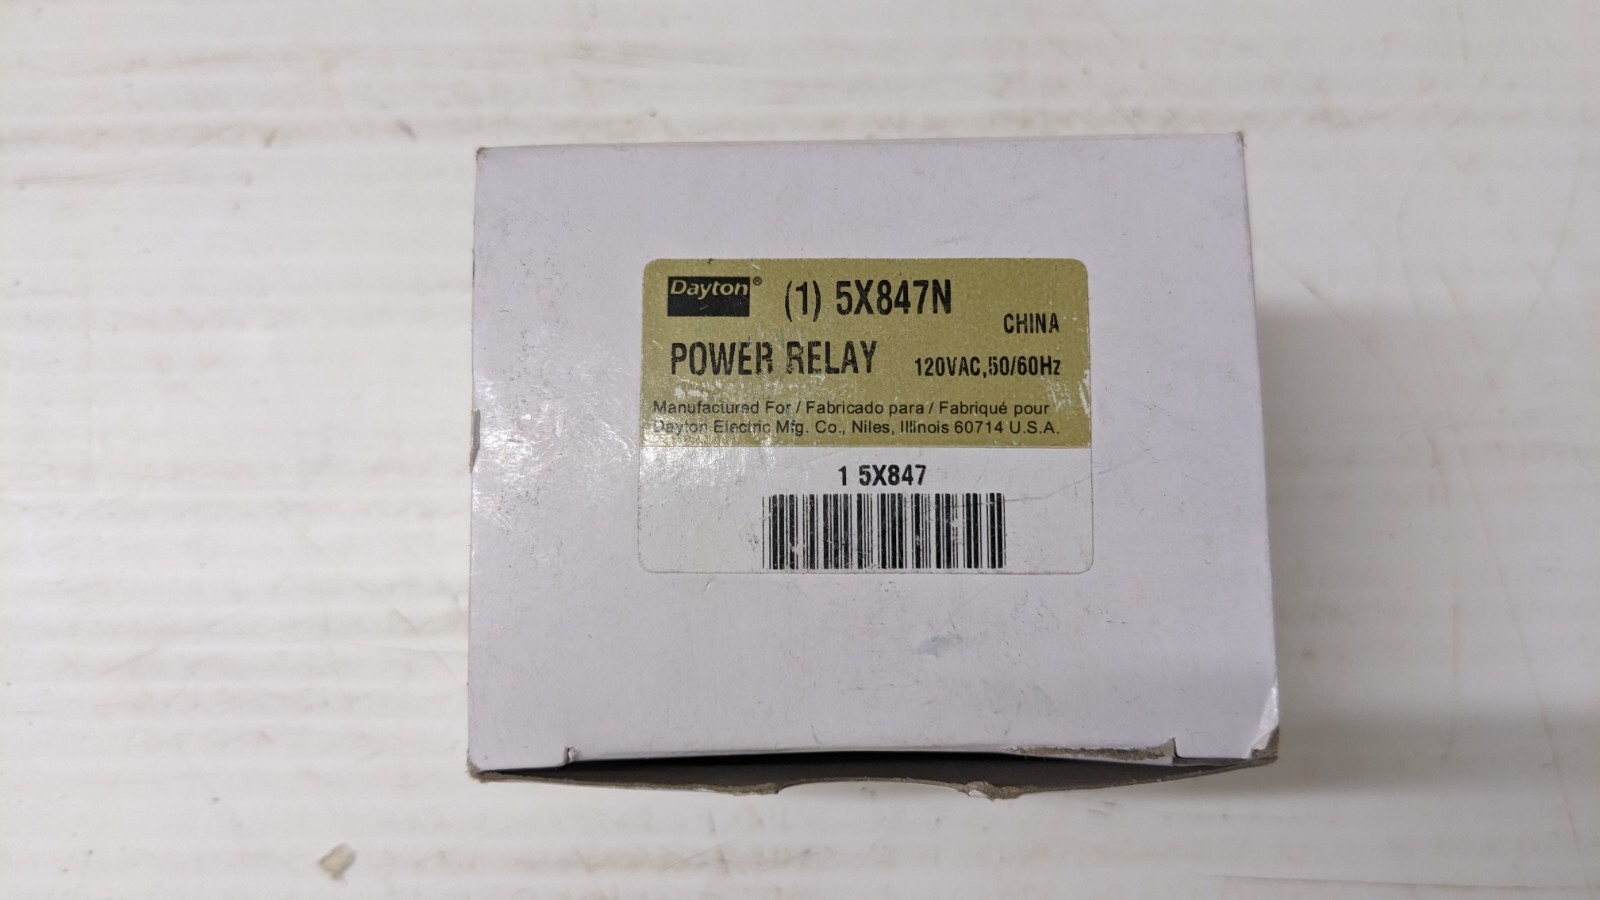 Dayton® (1) 5X847N
CHINA
POWER RELAY 120VAC,50/60Hz
Manufactured For / Fabricado para / Fabriqué pour
Dayton Electric Mfg. Co., Niles, Illinois 60714 U.S.A.
1 5X847